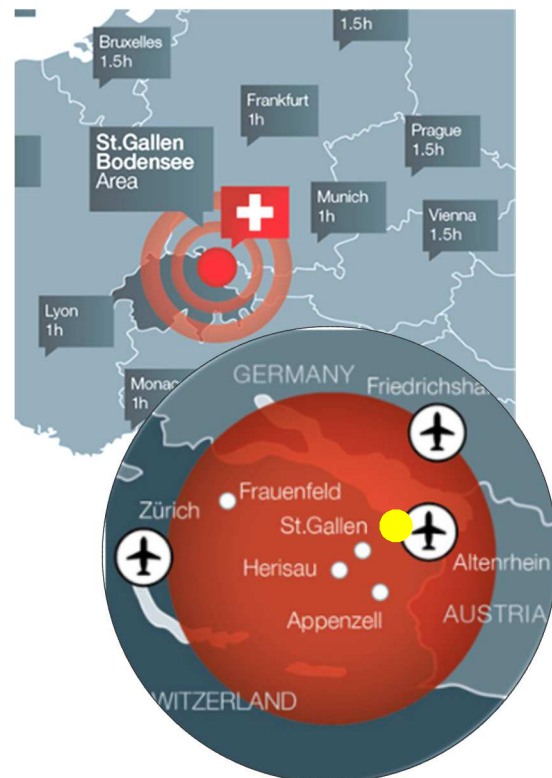 Bruxelles
1.5h
Frankfurt
1h
St.Gallen
Bodensee
Area
Prague
1.5h
Munich
1h
Vienna
1.5h
Lyon
1h
1h
GERMANY
Zürich
Frauenfeld
St.Gallen
Herisau
Altenrhein
Appenzell
AUSTRIA